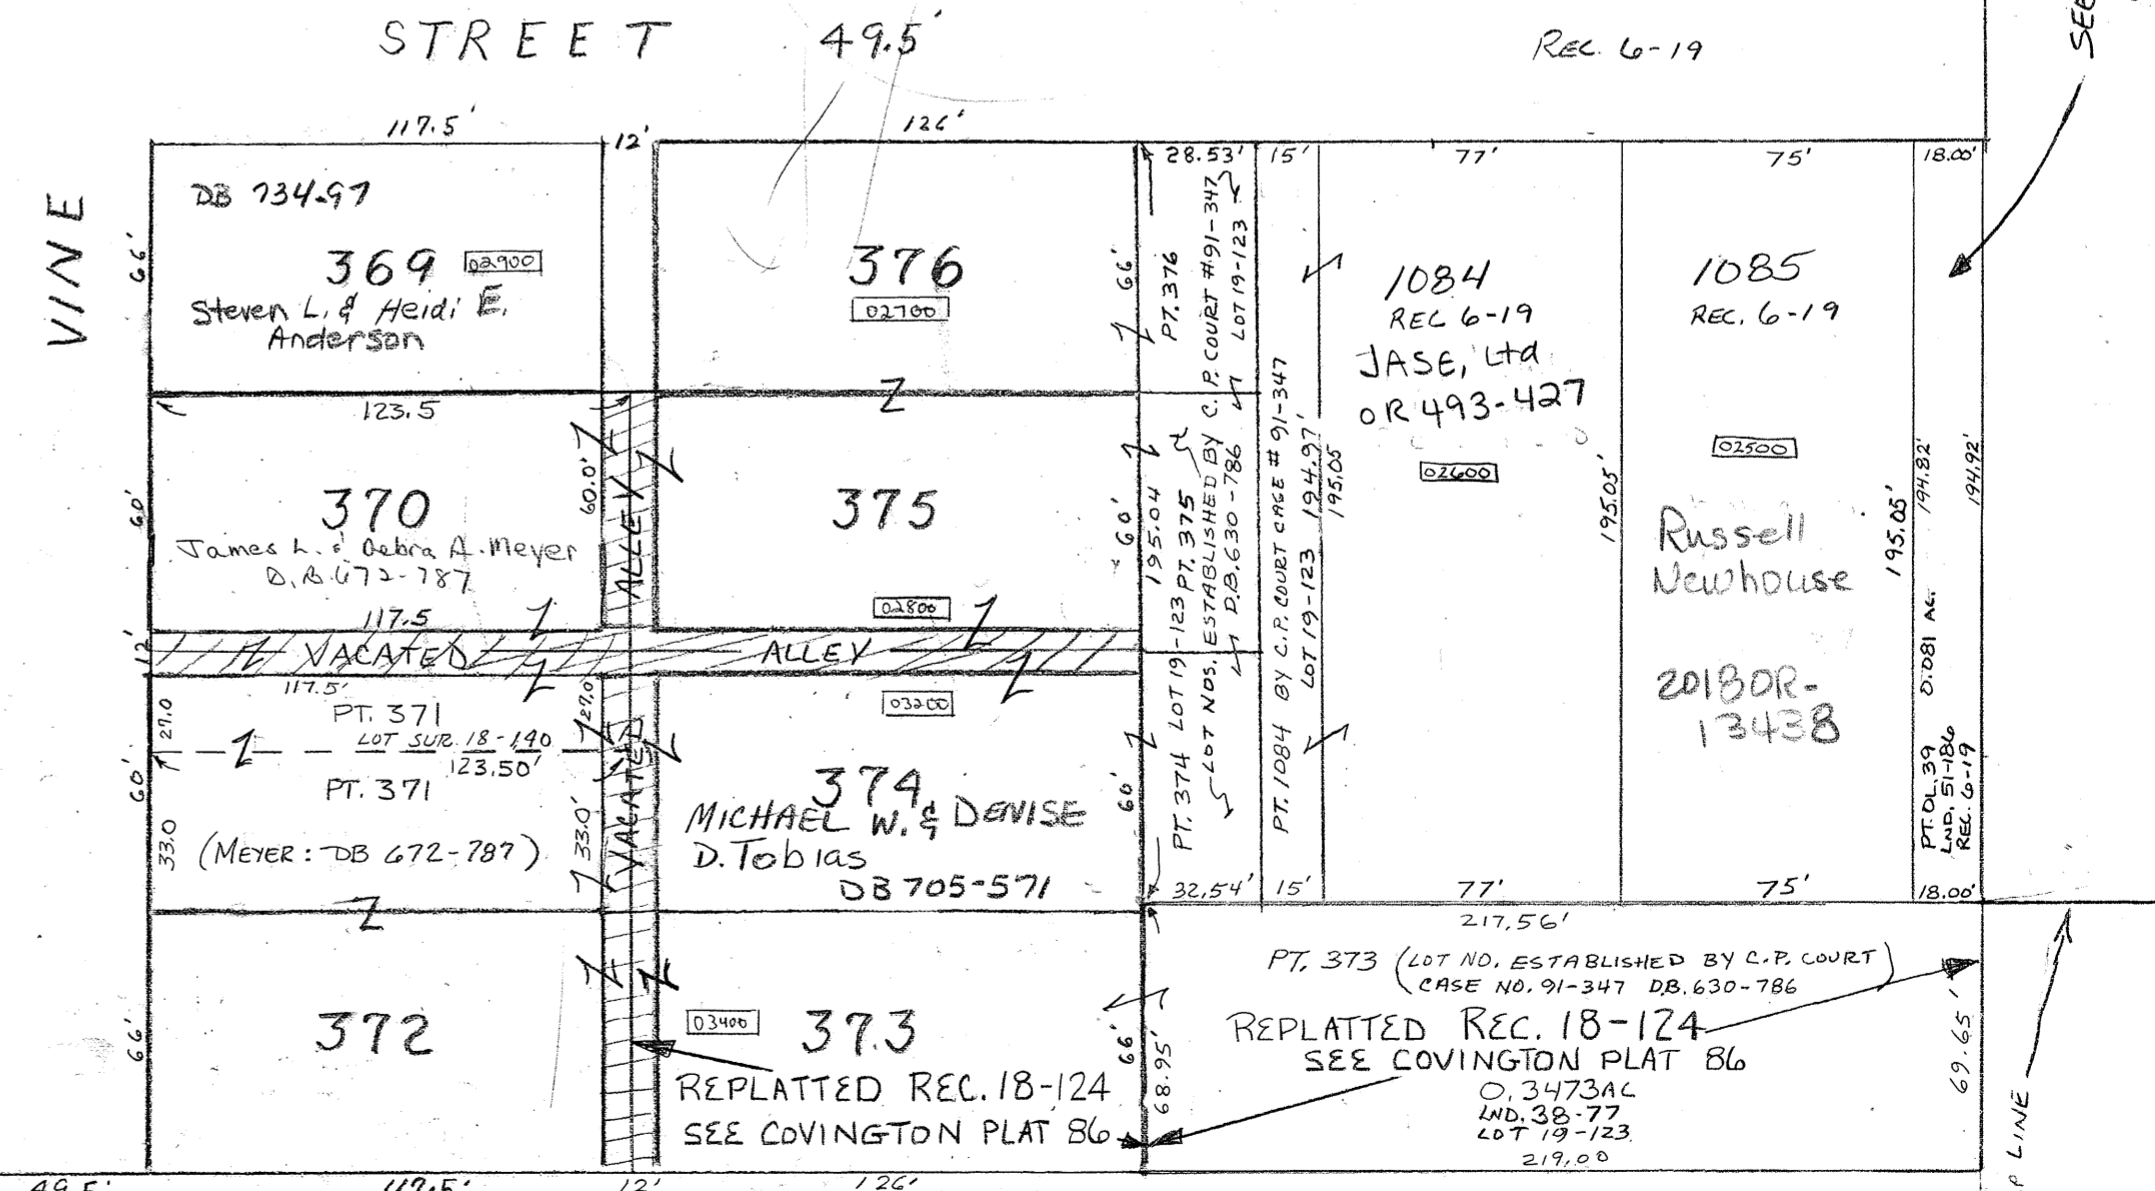 STREET 49.5'
REC. 6-19
SEE
VINE
117.5'
12'
126'
28.53'
15'
77'
75'
18.00'
DB 734-97
369 02900
Steven L. & Heidi E.
Anderson
66'
376
02700
66'
PT. 376
1084
REC 6-19
JASE, Ltd
OR 493-427
02600
1085
REC. 6-19
02500
Russell
Newhouse
2018OR-
13438
123.5
370
James L. & Debra A. Meyer
D.B. 672-787
117.5
60'
60.0'
ALLEY
375
02800
60'
195.04
PT. 375
PT. 374 LOT 19-123
LOT NOS. ESTABLISHED BY C. P. COURT #91-347
D.B. 630-786
LOT 19-123
PT. 1084 BY C.P. COURT CASE # 91-347
LOT 19-123 194.97'
195.05
195.05'
195.05'
194.82'
194.92'
0.081 AC.
PT. OL. 39
LND. 51-186
REC. 6-19
12'
VACATED ALLEY
117.5'
27.0
27.0
PT. 371
LOT SUR. 18-140
123.50'
PT. 371
60'
33.0
33.0'
(MEYER: DB 672-787)
VACATED
03200
374
MICHAEL W. & DENISE
D. Tobias
DB 705-571
60'
32.54'
15'
77'
75'
18.00'
217.56'
PT. 373 (LOT NO. ESTABLISHED BY C.P. COURT
CASE NO. 91-347 D.B. 630-786)
REPLATTED REC. 18-124
SEE COVINGTON PLAT 86
0.3473AC
LND. 38-77
LOT 19-123
219.00
372
66'
03400
373
REPLATTED REC. 18-124
SEE COVINGTON PLAT 86
66'
68.95'
69.65'
P LINE
49.5'
117.5'
12'
126'